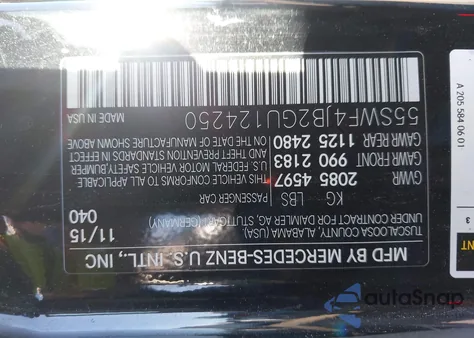 MFD BY MERCEDES-BENZ U.S. INTL., INC
TUSCALOOSA COUNTY, ALABAMA (USA).
UNDER CONTRACT FOR DAIMLER AG, STUTTGART
11/15 040
PASSENGER CAR
KG LBS
THIS VEHICLE CONFORMS TO ALL APPLICABLE
U.S. FEDERAL MOTOR VEHICLE SAFETY, BUMPER,
AND THEFT PREVENTION STANDARDS IN EFFECT
ON THE DATE OF MANUFACTURE SHOWN ABOVE.
GVWR 2085 4597
GAWR FRONT 990 2183
GAWR REAR 1125 2480
55SWF4JB2GU124250
MADE IN USA
A 205 584 06 01
3
autaSnap